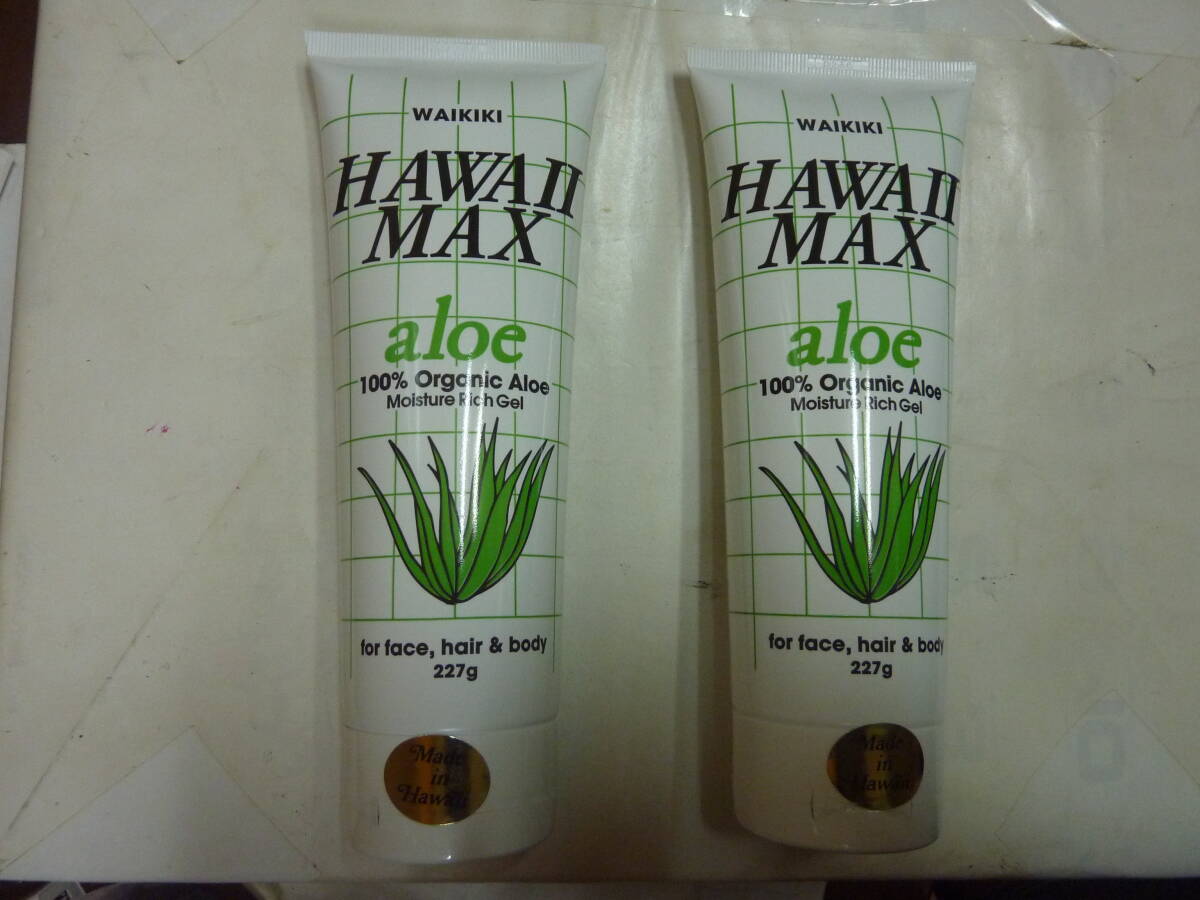 WAIKIKI
HAWAII
MAX
aloe
100% Organic Aloe
Moisture Rich Gel
for face, hair & body
227g
Made
in
Hawaii
WAIKIKI
HAWAII
MAX
aloe
100% Organic Aloe
Moisture Rich Gel
for face, hair & body
227g
Made
in
Hawaii